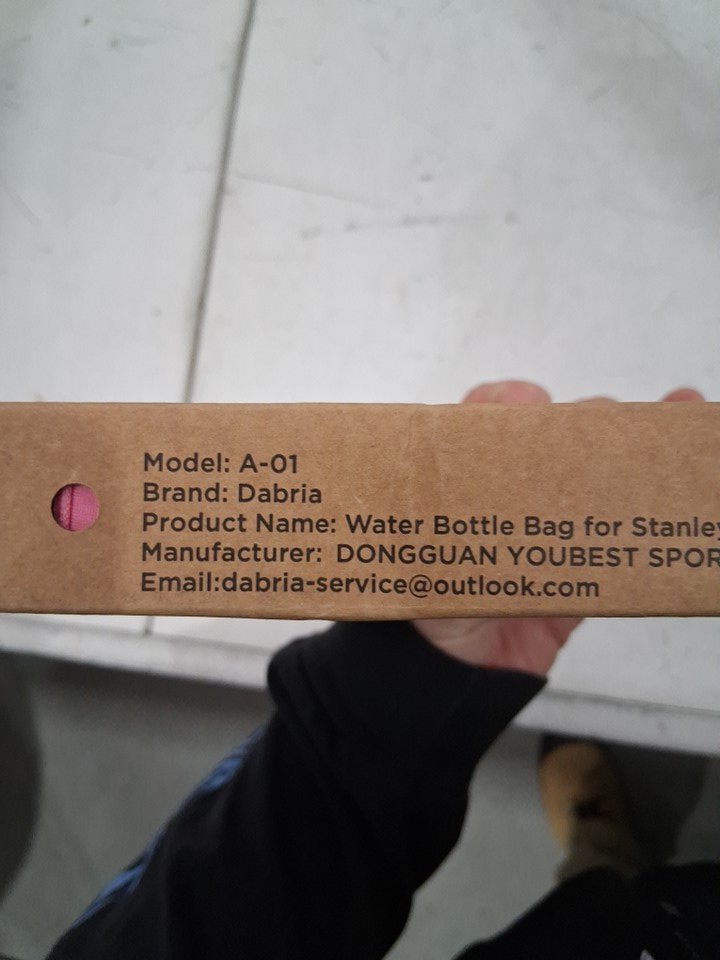 Model: A-01
Brand: Dabria
Product Name: Water Bottle Bag for Stanley
Manufacturer: DONGGUAN YOUBEST SPOR
Email:dabria-service@outlook.com